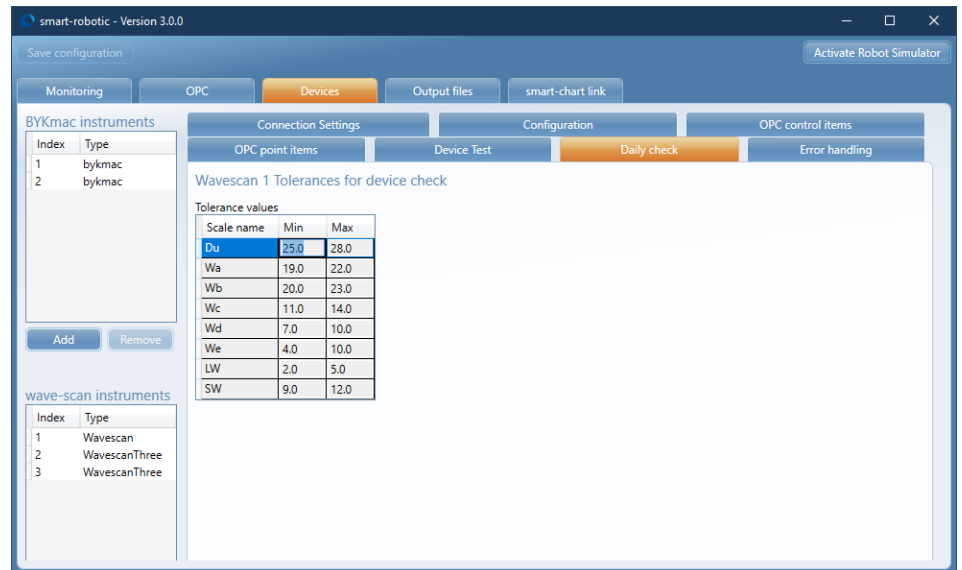 smart-robotic - Version 3.0.0
Save configuration
Activate Robot Simulator
Monitoring OPC Devices Output files smart-chart link
BYKmac instruments
Index Type
1 bykmac
2 bykmac
Add Remove
wave-scan instruments
Index Type
1 Wavescan
2 WavescanThree
3 WavescanThree
Connection Settings Configuration OPC control items
OPC point items Device Test Daily check Error handling
Wavescan 1 Tolerances for device check
Tolerance values
Scale name Min Max
Du 25.0 28.0
Wa 19.0 22.0
Wb 20.0 23.0
Wc 11.0 14.0
Wd 7.0 10.0
We 4.0 10.0
LW 2.0 5.0
SW 9.0 12.0